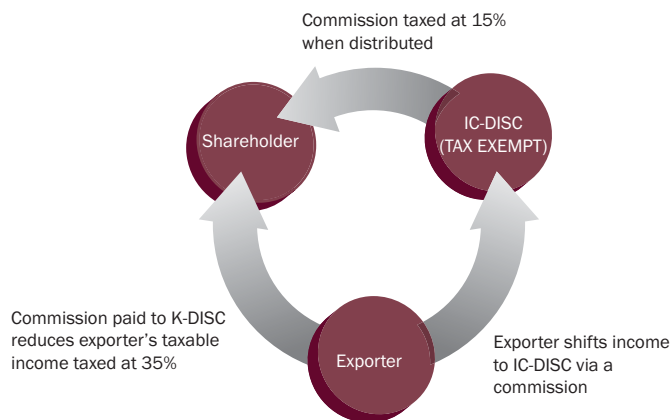 Commission taxed at 15%
when distributed
Shareholder
IC-DISC
(TAX EXEMPT)
Commission paid to K-DISC
reduces exporter's taxable
income taxed at 35%
Exporter
Exporter shifts income
to IC-DISC via a
commission